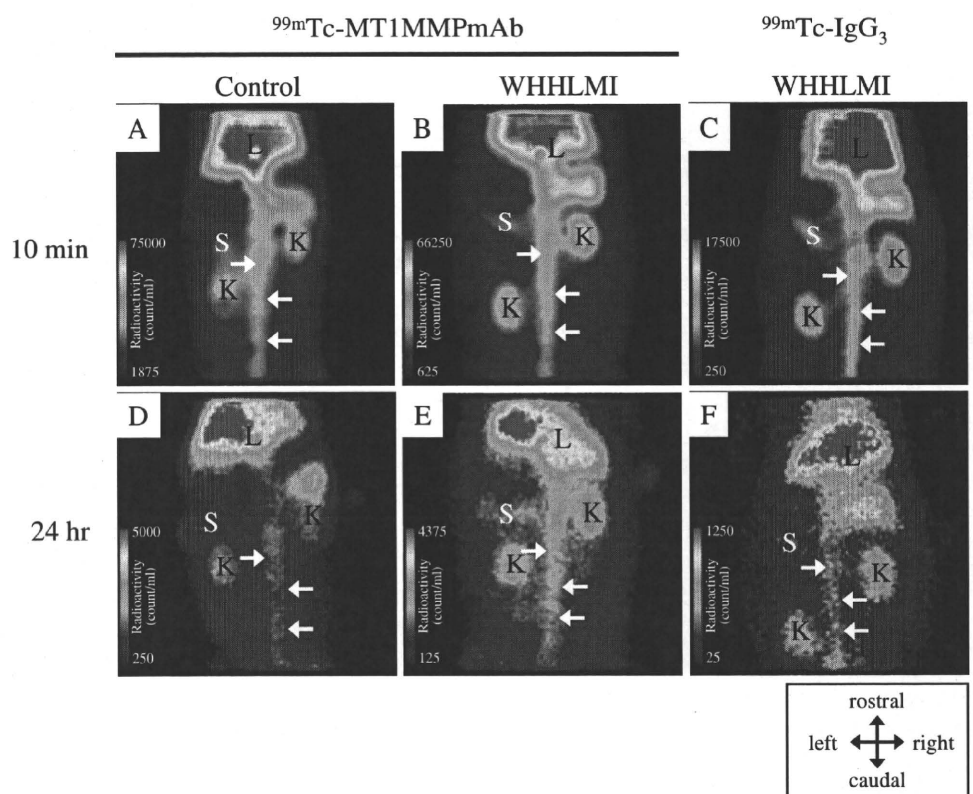 99mTc-MT1MMPmAb 99mTc-IgG3
Control WHHLMI WHHLMI
10 min
A
L
S
K
K
75000
Radioactivity
(count/ml)
1875
B
L
S
K
K
66250
Radioactivity
(count/ml)
625
C
L
S
K
K
17500
Radioactivity
(count/ml)
250
24 hr
D
L
S
K
K
5000
Radioactivity
(count/ml)
250
E
L
S
K
K
4375
Radioactivity
(count/ml)
125
F
L
S
K
K
1250
Radioactivity
(count/ml)
25
rostral
left right
caudal